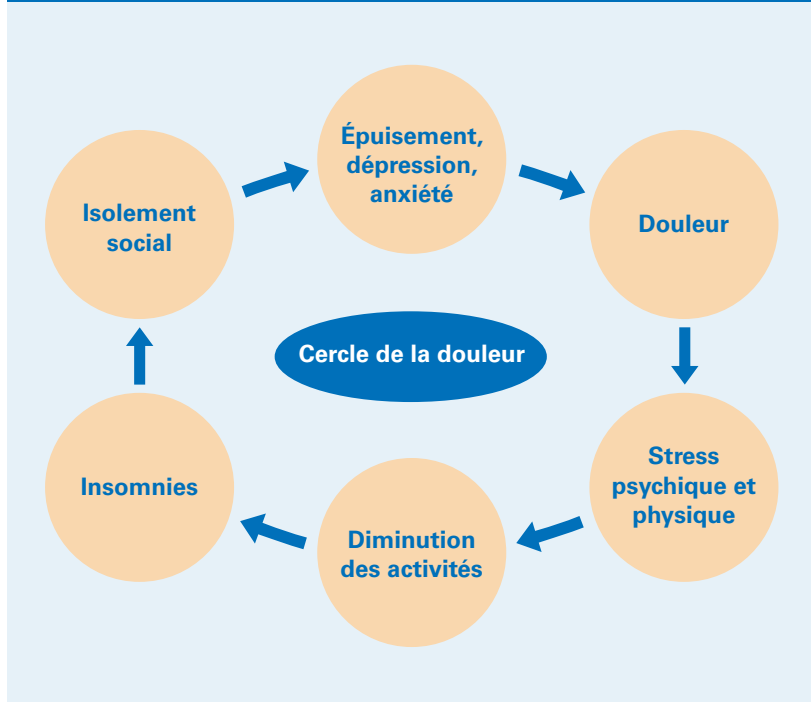 Épuisement,
dépression,
anxiété
Isolement
social
Douleur
Cercle de la douleur
Insomnies
Stress
psychique et
physique
Diminution
des activités